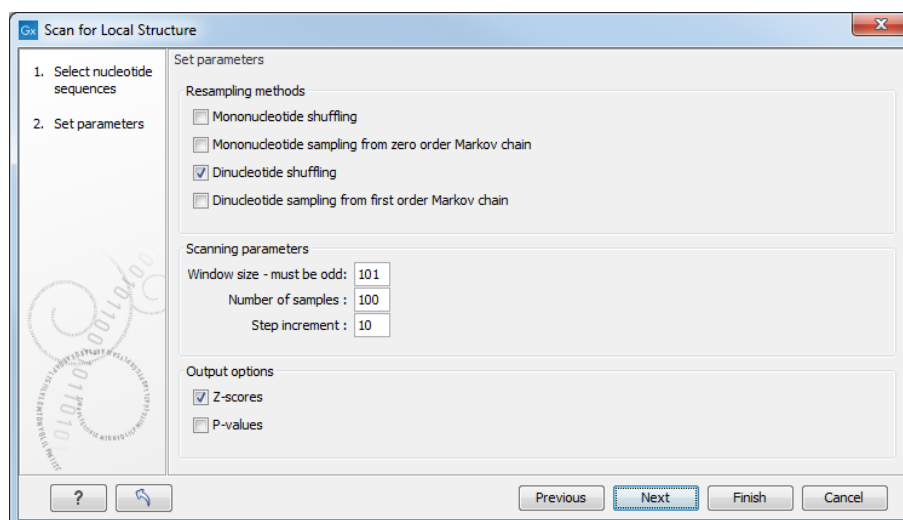 Gx Scan for Local Structure
1. Select nucleotide
sequences
2. Set parameters
Set parameters
Resampling methods
Mononucleotide shuffling
Mononucleotide sampling from zero order Markov chain
Dinucleotide shuffling
Dinucleotide sampling from first order Markov chain
Scanning parameters
Window size - must be odd: 101
Number of samples : 100
Step increment : 10
Output options
Z-scores
P-values
? Previous Next Finish Cancel